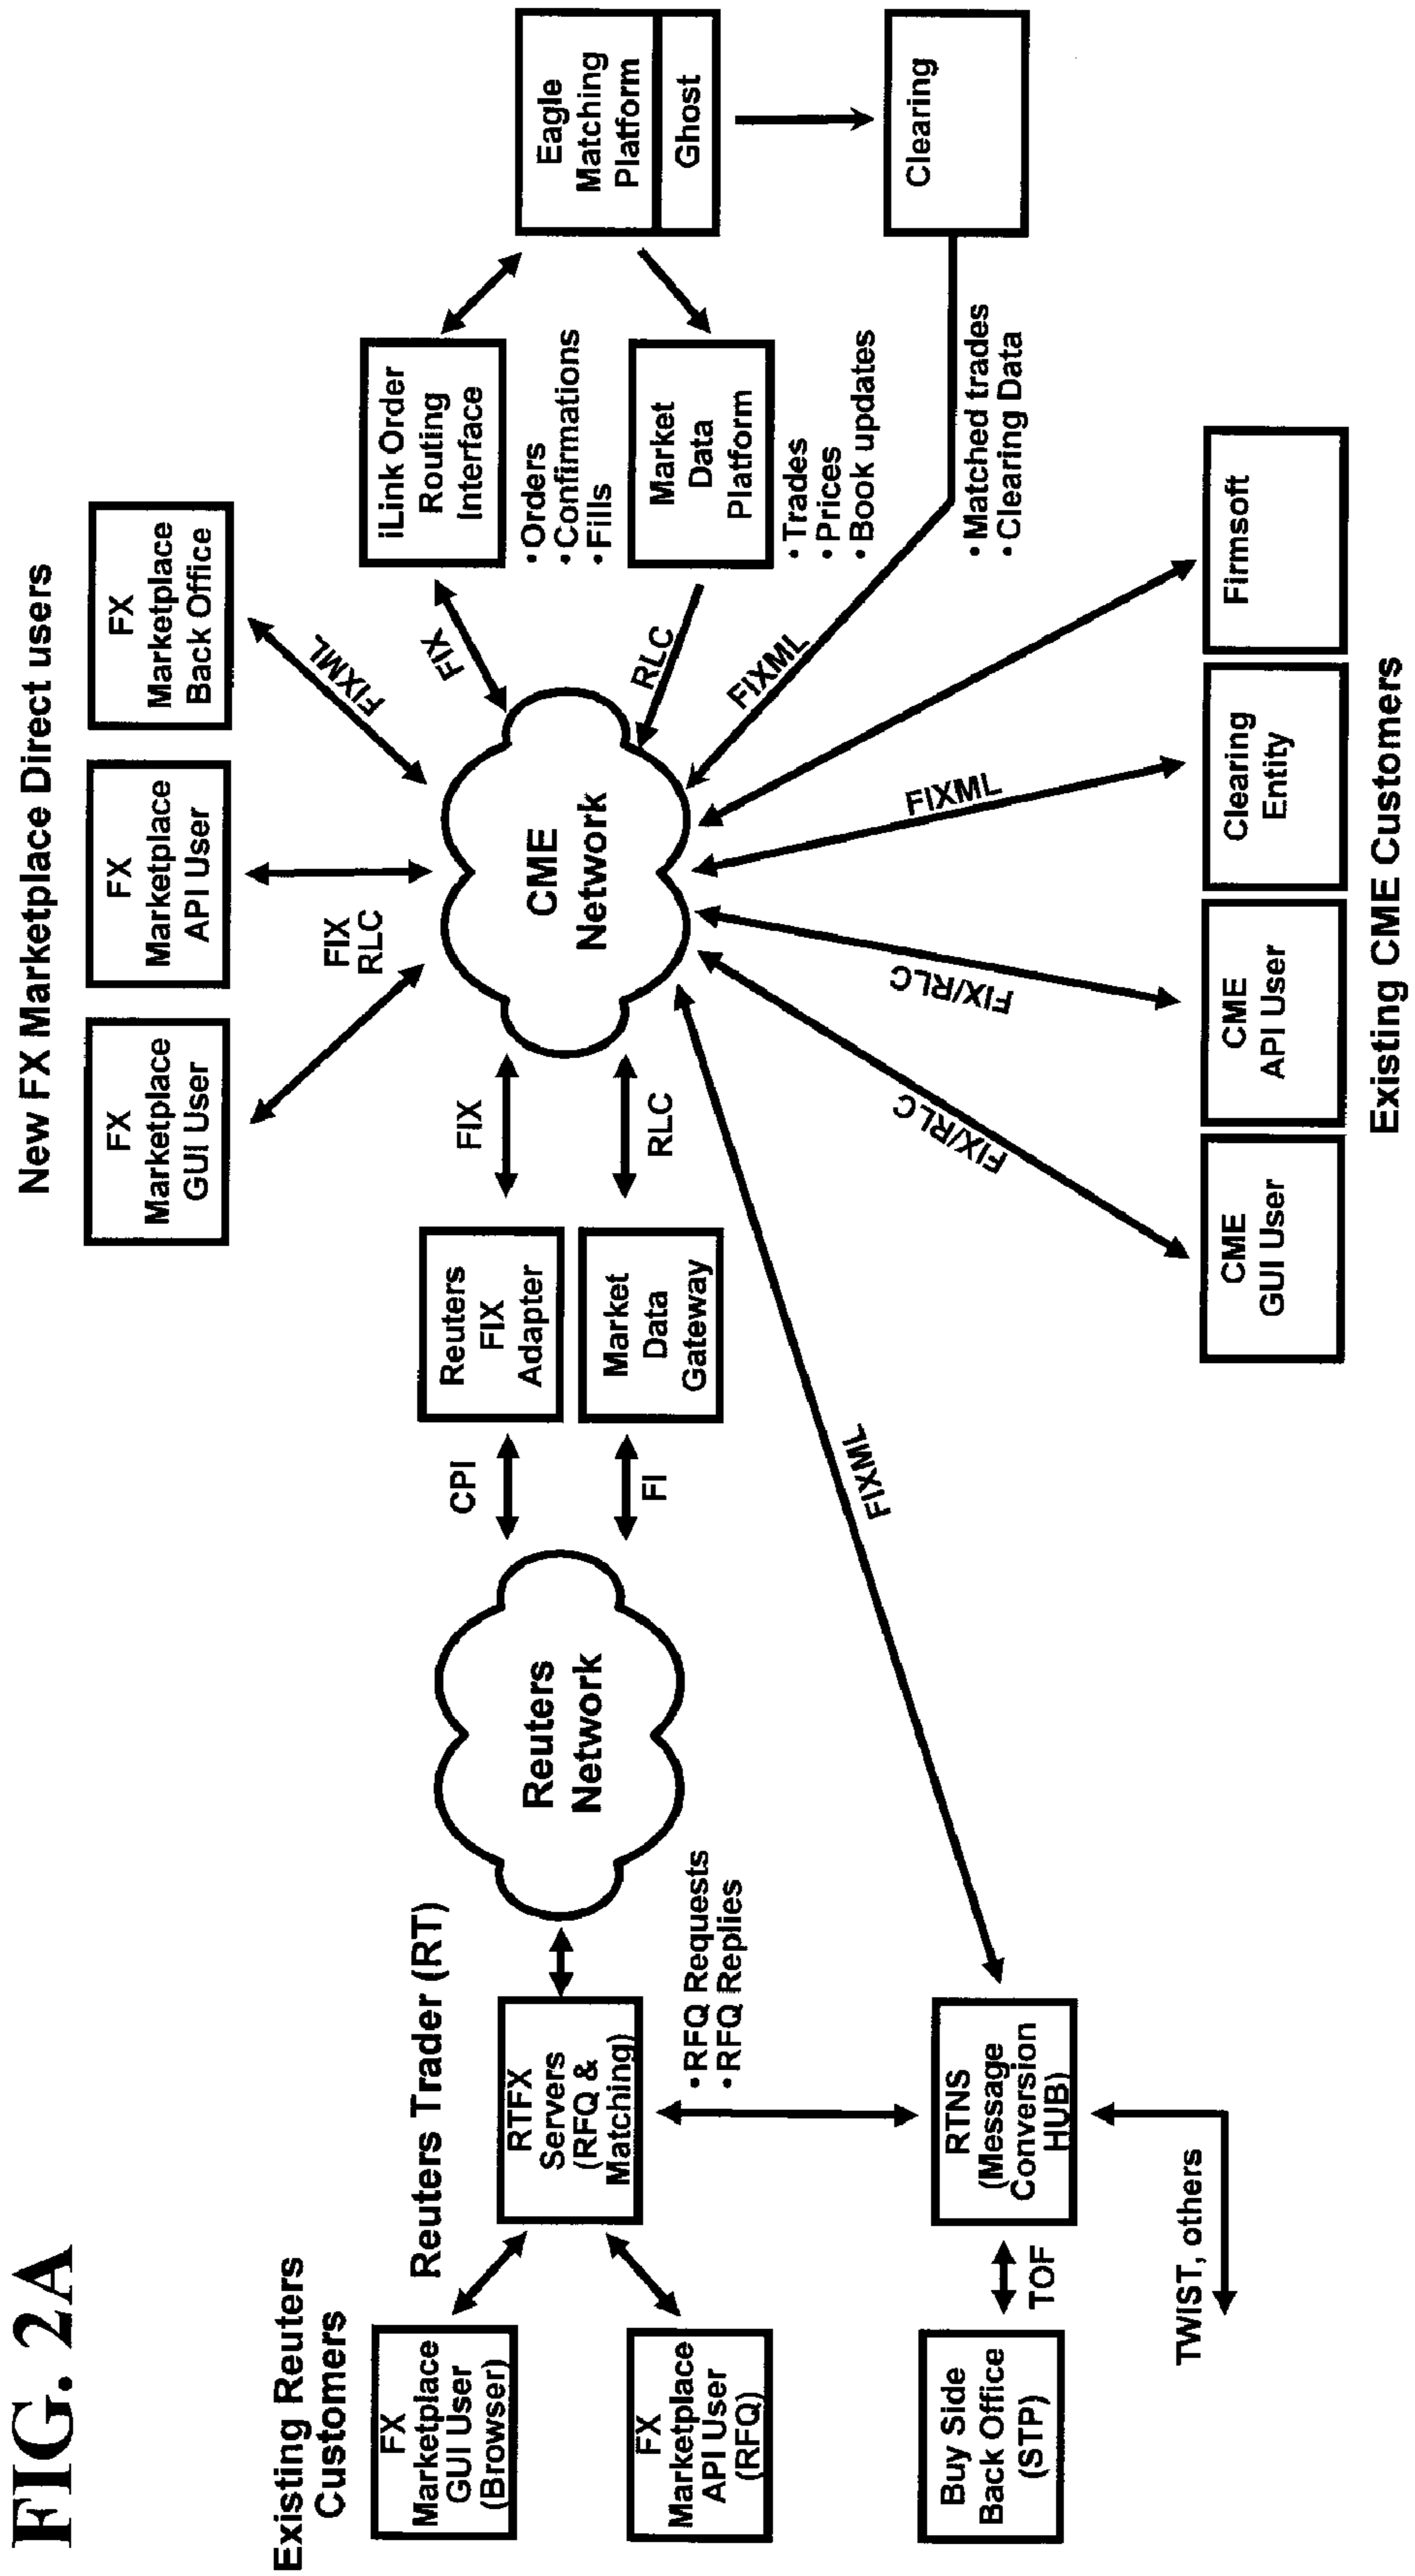 FIG. 2A
New FX Marketplace Direct users
FX
Marketplace
GUI User
FX
Marketplace
API User
FX
Marketplace
Back Office
FIX
RLC
FIXML
Existing Reuters
Customers
FX
Marketplace
GUI User
(Browser)
FX
Marketplace
API User
(RFQ)
Buy Side
Back Office
(STP)
Reuters Trader (RT)
RTFX
Servers
(RFQ &
Matching)
• RFQ Requests
• RFQ Replies
TOF
RTNS
(Message
Conversion
HUB)
TWIST, others
Reuters
Network
CPI
FI
Reuters
FIX
Adapter
Market
Data
Gateway
FIX
RLC
FIXML
CME
Network
FIX
RLC
FIXML
iLink Order
Routing
Interface
• Orders
• Confirmations
• Fills
Market
Data
Platform
• Trades
• Prices
• Book updates
• Matched trades
• Clearing Data
Eagle
Matching
Platform
Ghost
Clearing
FIX/RLC
FIX/RLC
FIXML
CME
GUI User
CME
API User
Clearing
Entity
Firmsoft
Existing CME Customers